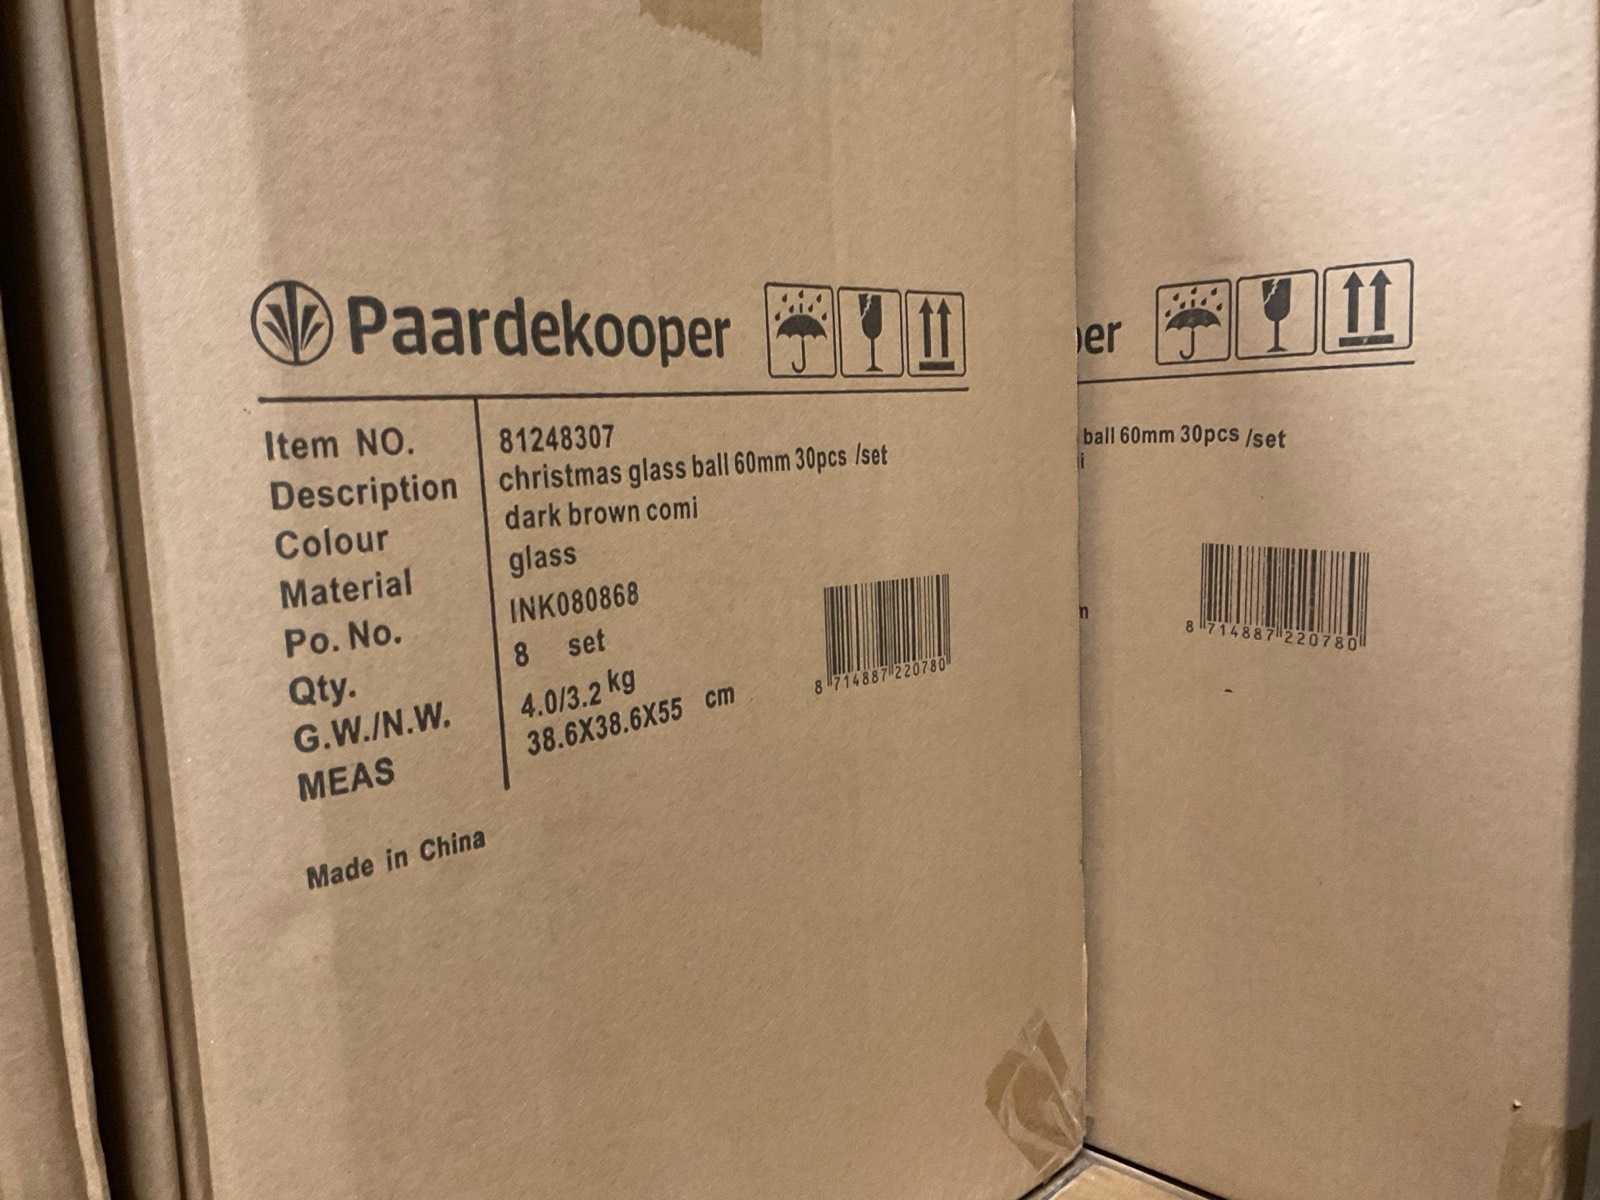 Paardekooper
Item NO. 81248307
Description christmas glass ball 60mm 30pcs /set
Colour dark brown comi
Material glass
Po. No. INK080868
Qty. 8 set
G.W./N.W. 4.0/3.2 kg
MEAS 38.6X38.6X55 cm
8 714887 220780
Made in China
er
ball 60mm 30pcs /set
i
8 714887 220780